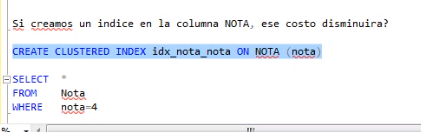 Si creamos un indice en la columna NOTA, ese costo disminuira?
CREATE CLUSTERED INDEX idx_nota_nota ON NOTA (nota)
SELECT *
FROM Nota
WHERE nota=4
%